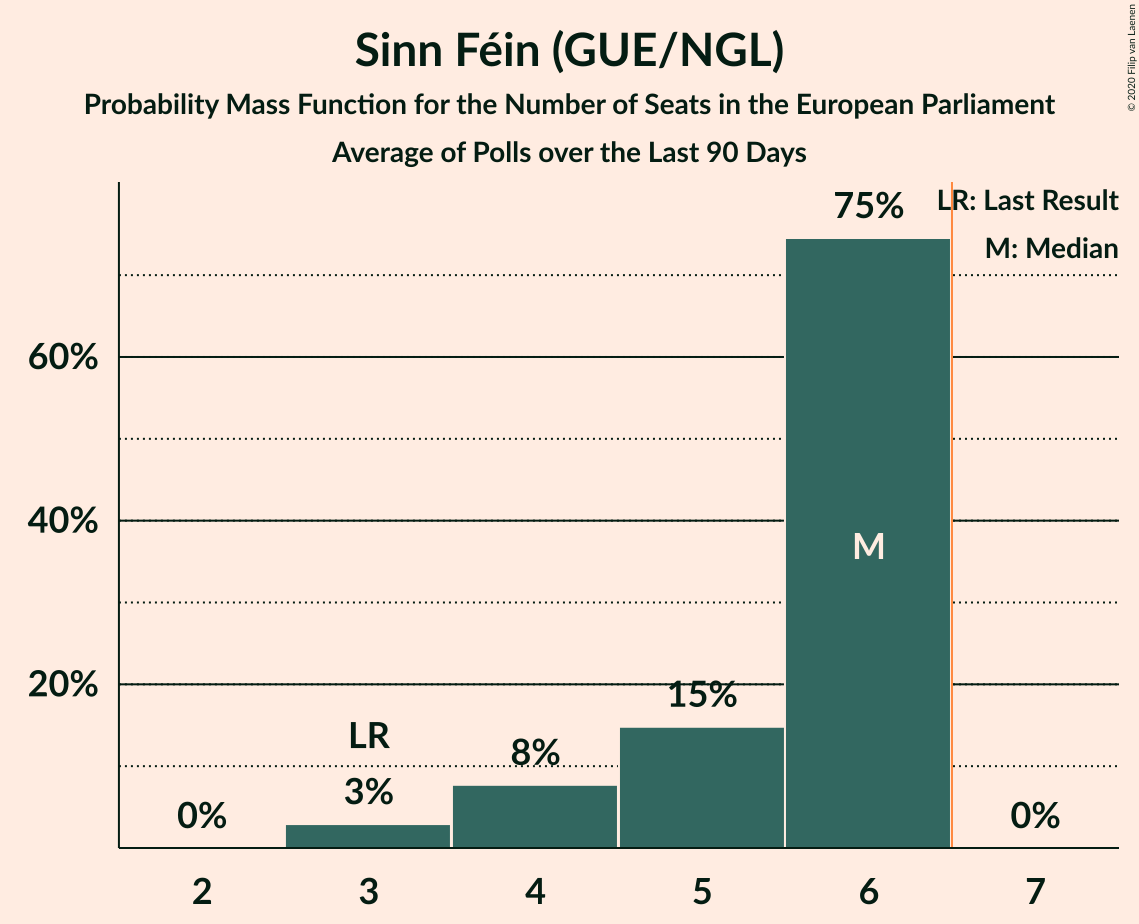 Sinn Féin (GUE/NGL)
Probability Mass Function for the Number of Seats in the European Parliament
Average of Polls over the Last 90 Days
© 2020 Filip van Laenen
LR: Last Result
M: Median
75%
60%
40%
M
20%
15%
LR
8%
3%
0%
0%
2 3 4 5 6 7